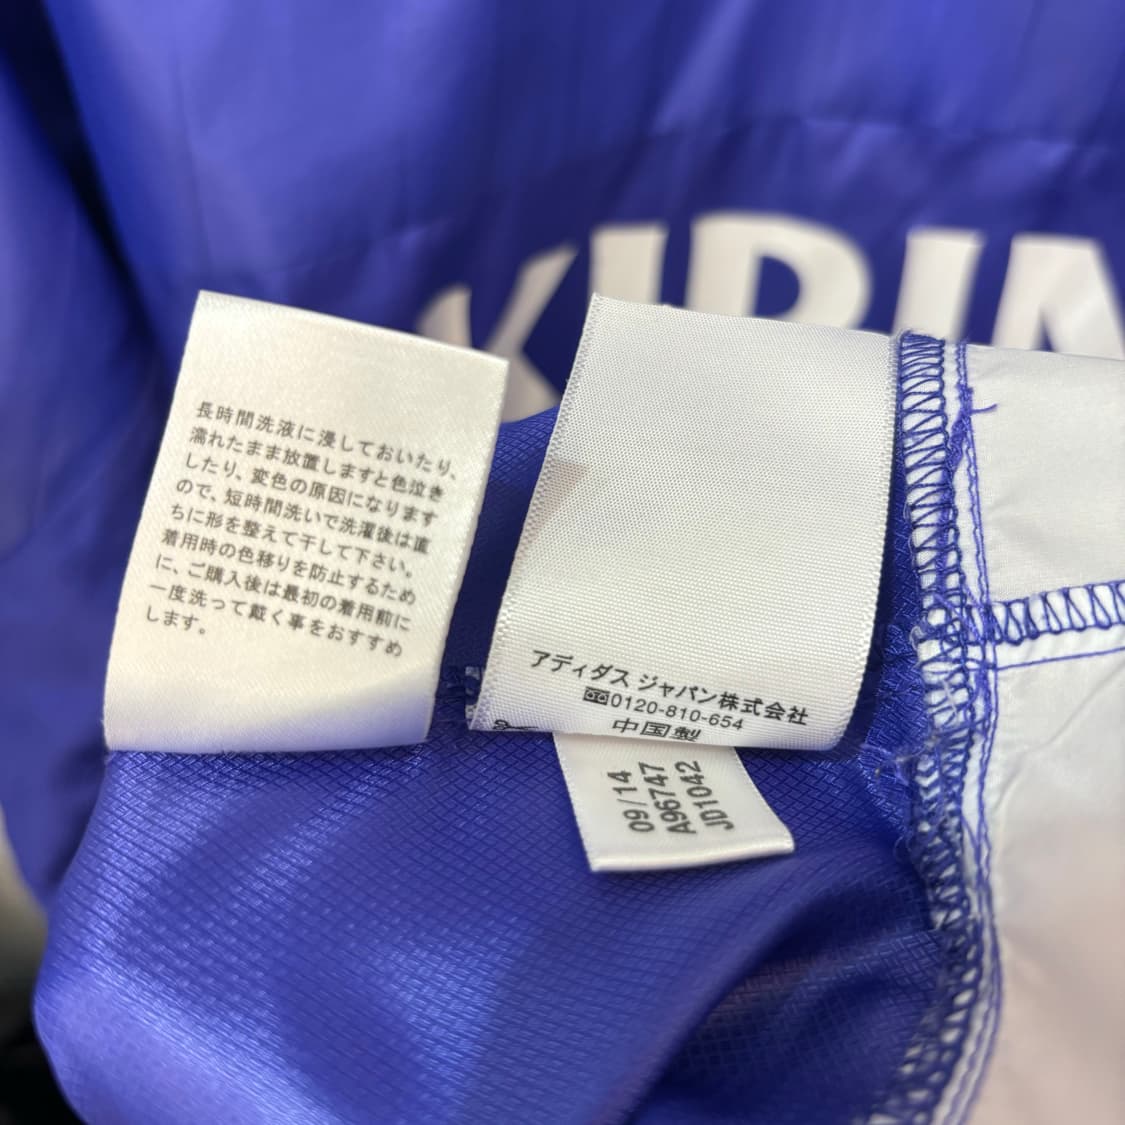 KIRIN
長時間洗液に浸しておいたり、
濡れたまま放置しますと色泣き
したり、変色の原因になります
ので、短時間洗いで洗濯後は直
ちに形を整えて干して下さい。
着用時の色移りを防止するため
に、ご購入後は最初の着用前に
一度洗って戴く事をおすすめ
します。
アディダス ジャパン株式会社
0120-810-654
中国製
09/14
A96747
JD1042